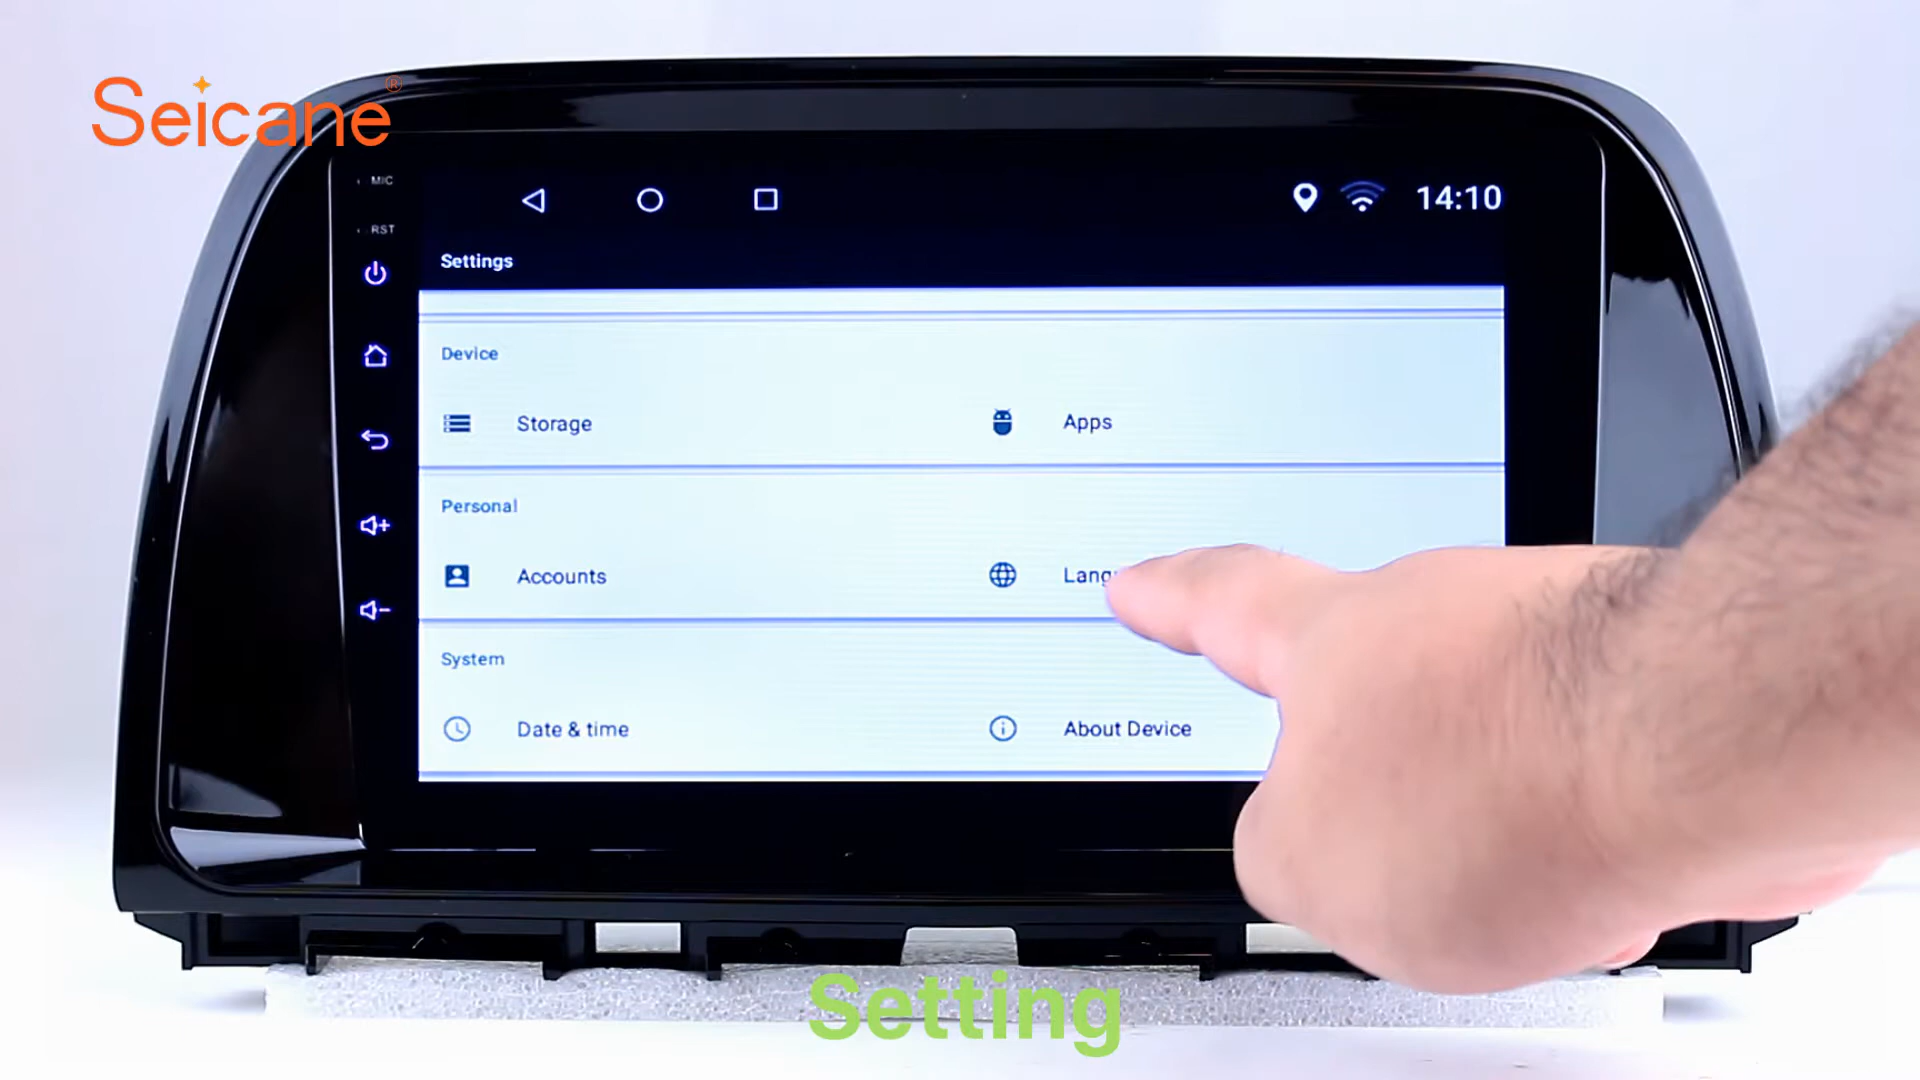 Seicane®
MIC
RST
14:10
Settings
Device
Storage
Apps
Personal
Accounts
System
Date & time
About Device
Setting